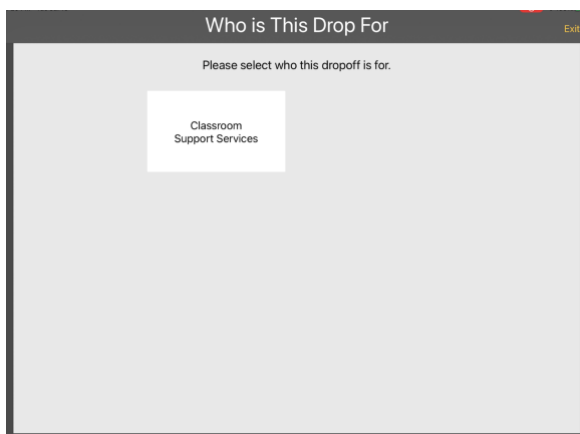 Who is This Drop For
Exit
Please select who this dropoff is for.
Classroom
Support Services